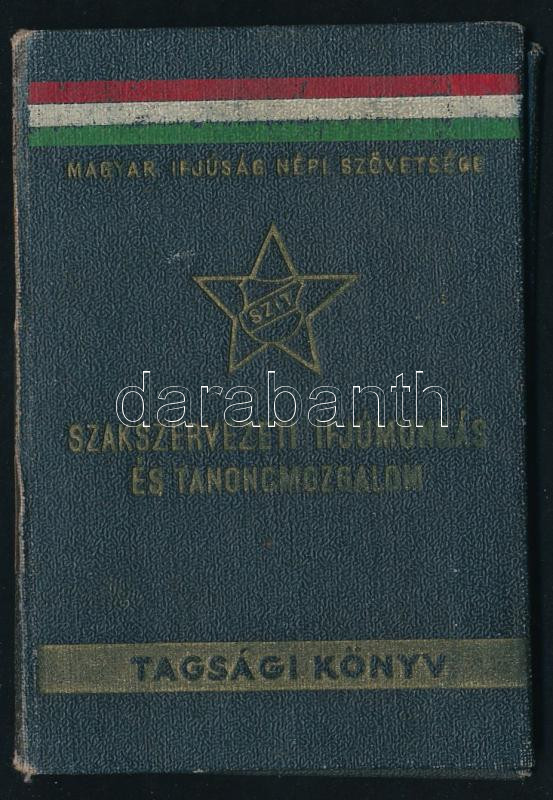 MAGYAR IFJÚSÁG NÉPI SZÖVETSÉGE
SZIT
darabanth
SZAKSZERVEZETI IFJÚMUNKÁS
ÉS TANONCMOZGALOM
TAGSÁGI KÖNYV